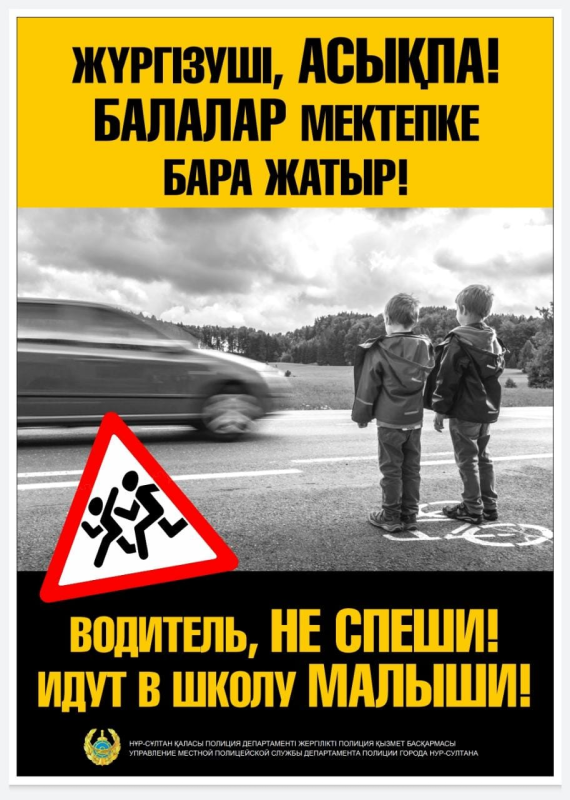 ЖҮРГІЗУШІ, АСЫҚПА!
БАЛАЛАР МЕКТЕПКЕ
БАРА ЖАТЫР!
ВОДИТЕЛЬ, НЕ СПЕШИ!
ИДУТ В ШКОЛУ МАЛЫШИ!
НҰР-СҰЛТАН ҚАЛАСЫ ПОЛИЦИЯ ДЕПАРТАМЕНТІ ЖЕРГІЛІКТІ ПОЛИЦИЯ ҚЫЗМЕТ БАСҚАРМАСЫ
УПРАВЛЕНИЕ МЕСТНОЙ ПОЛИЦЕЙСКОЙ СЛУЖБЫ ДЕПАРТАМЕНТА ПОЛИЦИИ ГОРОДА НУР-СУЛТАНА